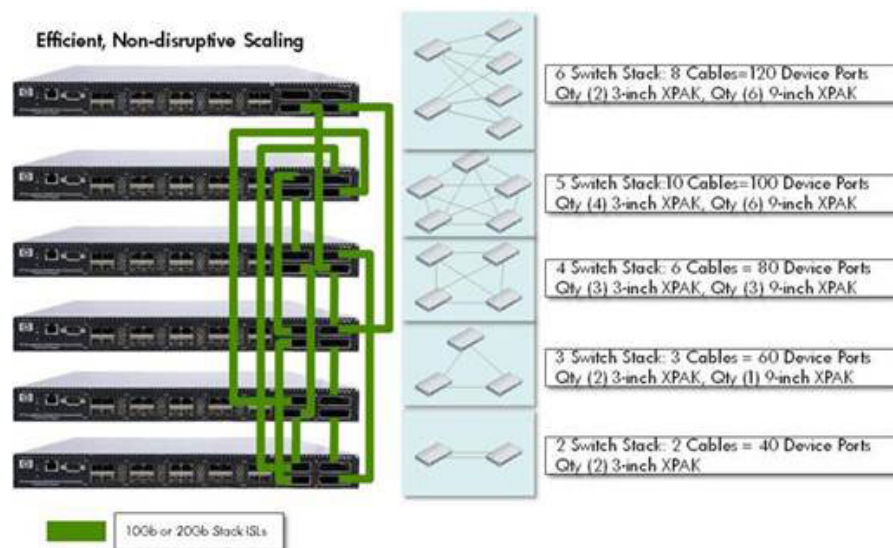 Efficient, Non-disruptive Scaling
6 Switch Stack: 8 Cables=120 Device Ports
Qty (2) 3-inch XPAK, Qty (6) 9-inch XPAK
5 Switch Stack:10 Cables=100 Device Ports
Qty (4) 3-inch XPAK, Qty (6) 9-inch XPAK
4 Switch Stack: 6 Cables = 80 Device Ports
Qty (3) 3-inch XPAK, Qty (3) 9-inch XPAK
3 Switch Stack: 3 Cables = 60 Device Ports
Qty (2) 3-inch XPAK, Qty (1) 9-inch XPAK
2 Switch Stack: 2 Cables = 40 Device Ports
Qty (2) 3-inch XPAK
10Gb or 20Gb Stack ISLs